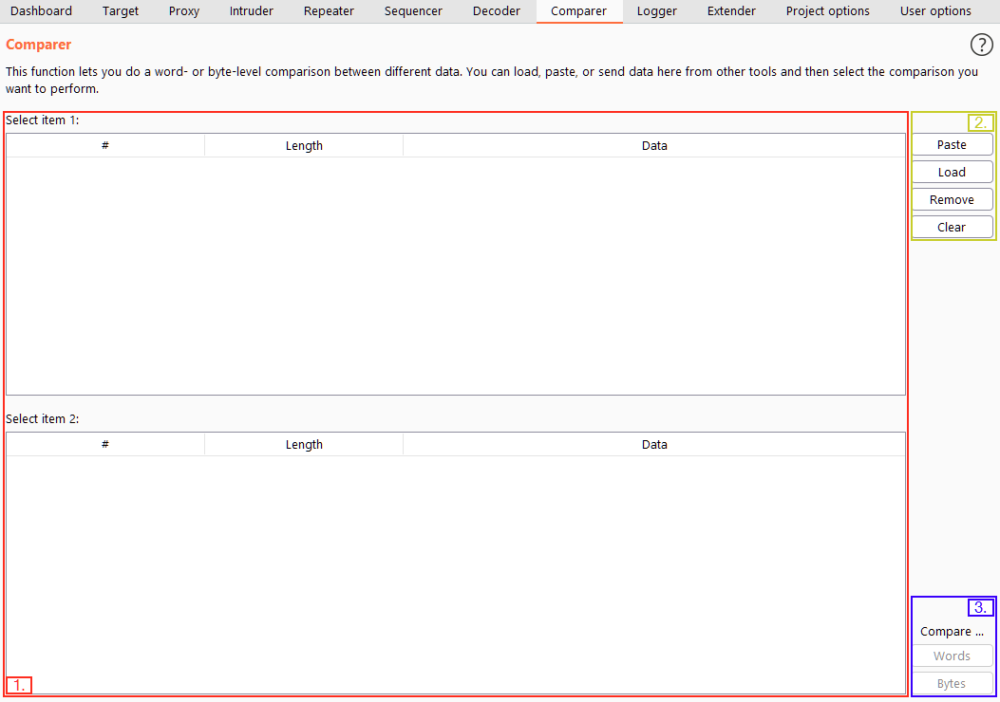 Dashboard Target Proxy Intruder Repeater Sequencer Decoder Comparer Logger Extender Project options User options
Comparer
?
This function lets you do a word- or byte-level comparison between different data. You can load, paste, or send data here from other tools and then select the comparison you
want to perform.
Select item 1:
2.
# Length Data
Paste
Load
Remove
Clear
Select item 2:
# Length Data
3.
Compare ...
Words
Bytes
1.